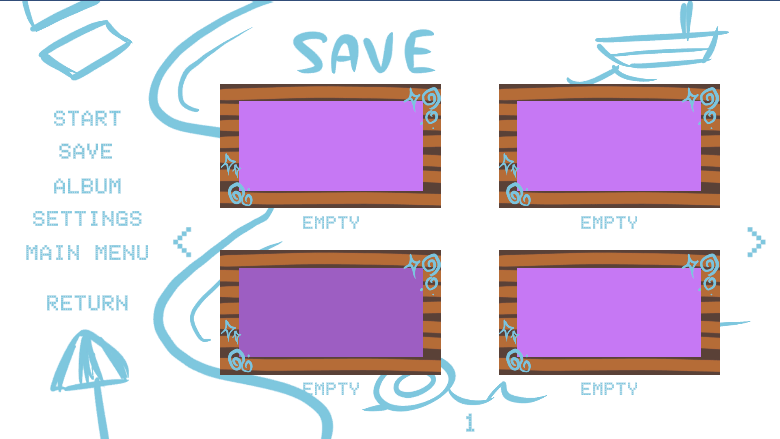 SAVE
START
SAVE
ALBUM
SETTINGS
MAIN MENU
RETURN
<
>
EMPTY
EMPTY
EMPTY
EMPTY
1